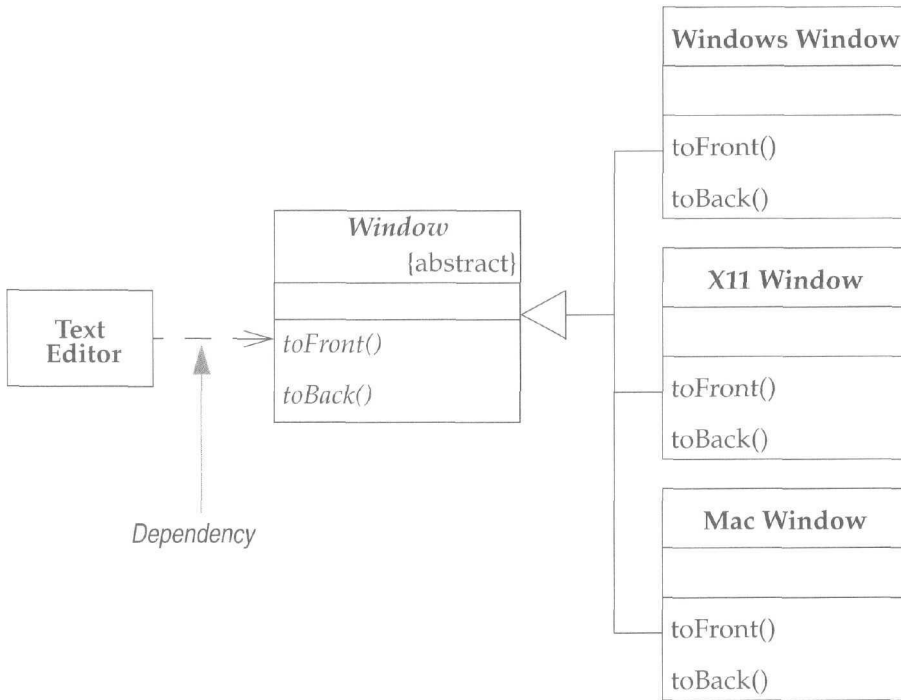 Windows Window
toFront()
toBack()
Window
{abstract}
toFront()
toBack()
Text
Editor
Dependency
X11 Window
toFront()
toBack()
Mac Window
toFront()
toBack()